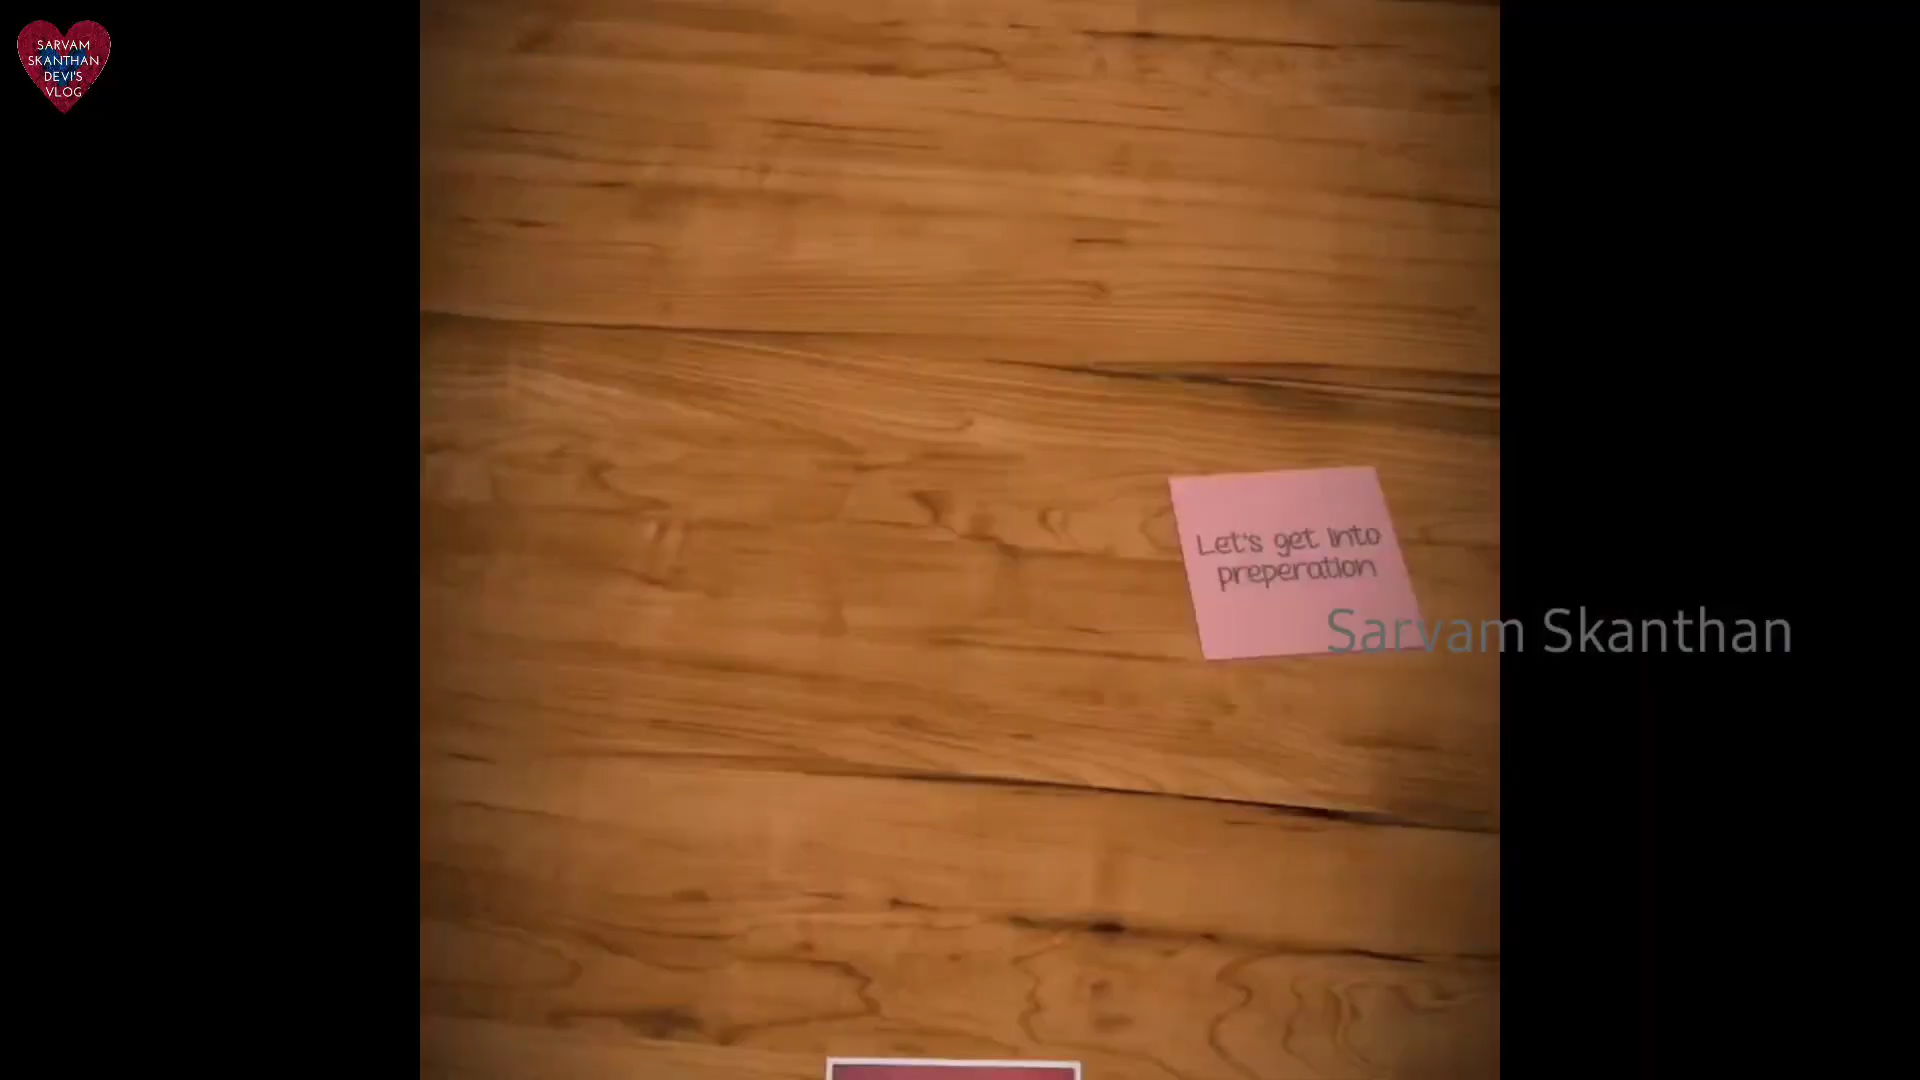 SARVAM
SKANTHAN
DEVI'S
VLOG
Let's get into
preperation
Sarvam Skanthan